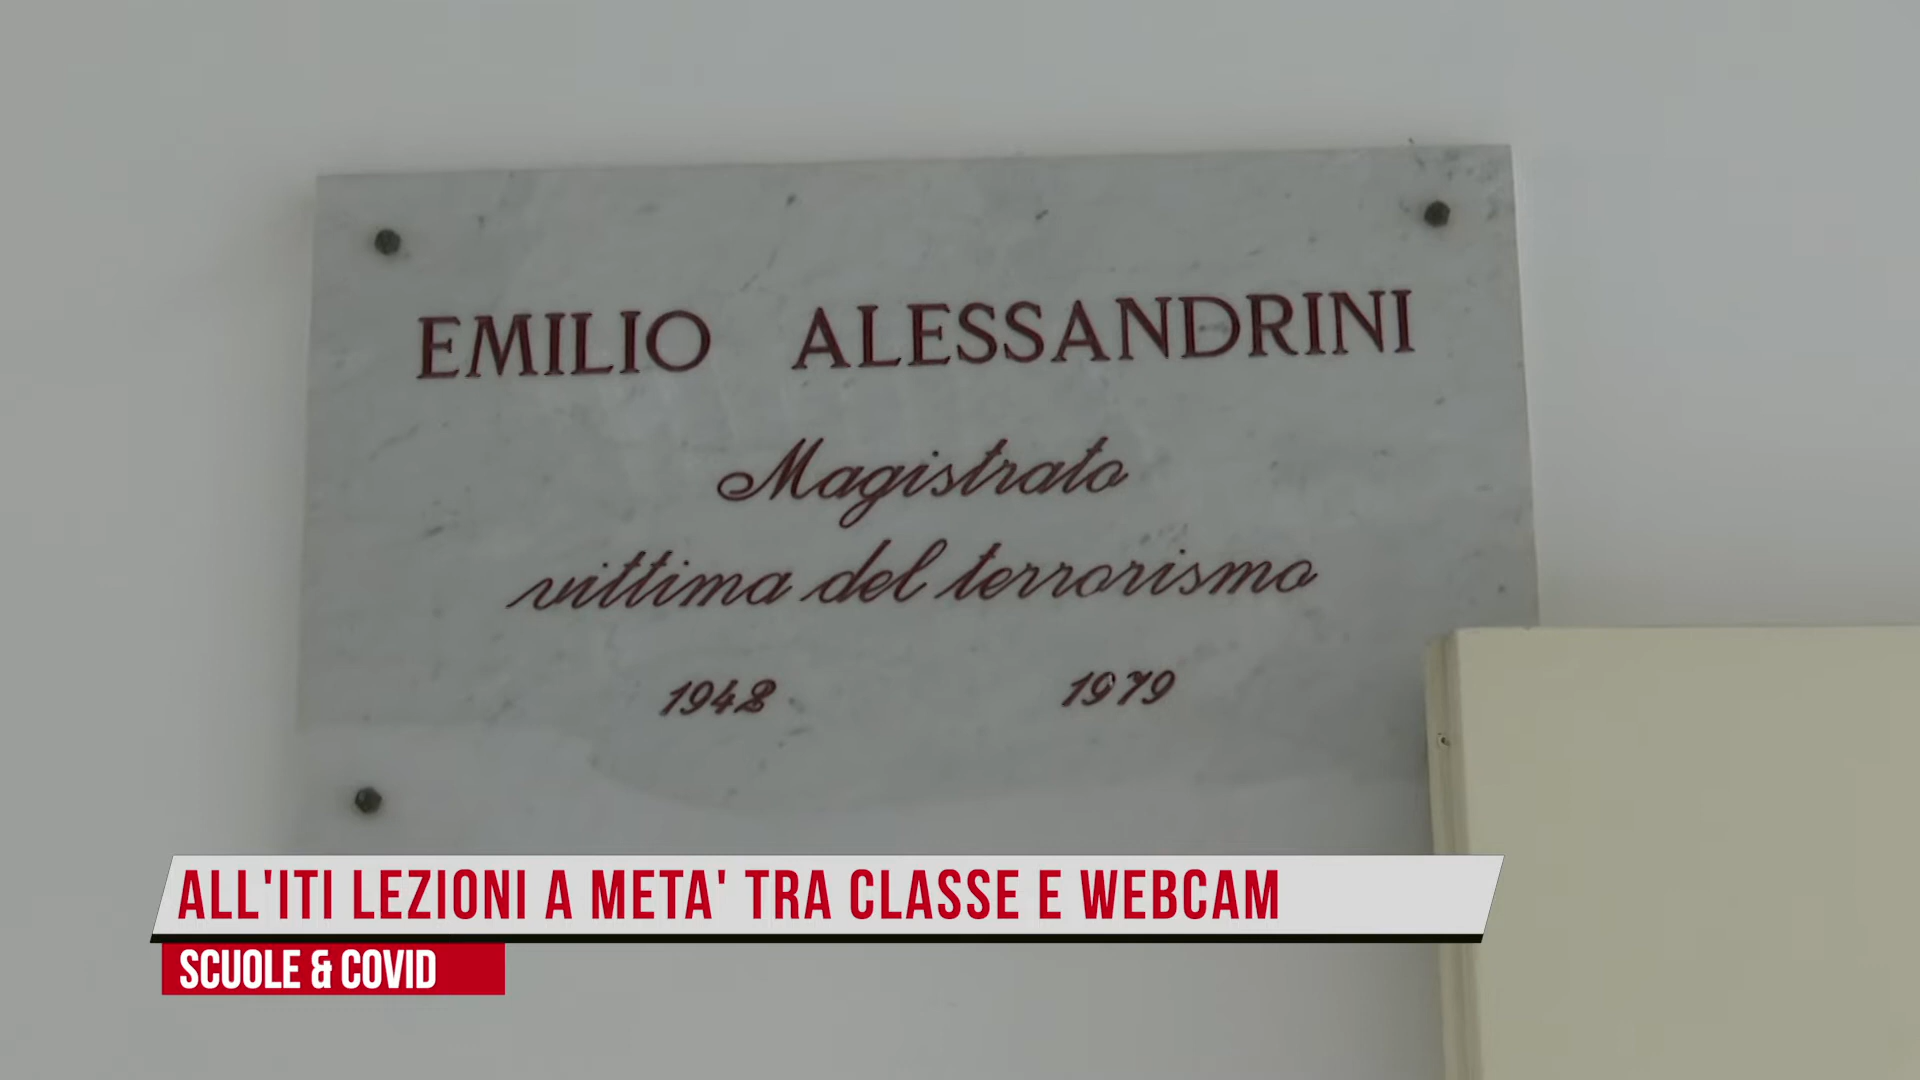 EMILIO ALESSANDRINI
Magistrato
vittima del terrorismo
1942 1979
ALL'ITI LEZIONI A META' TRA CLASSE E WEBCAM
SCUOLE & COVID